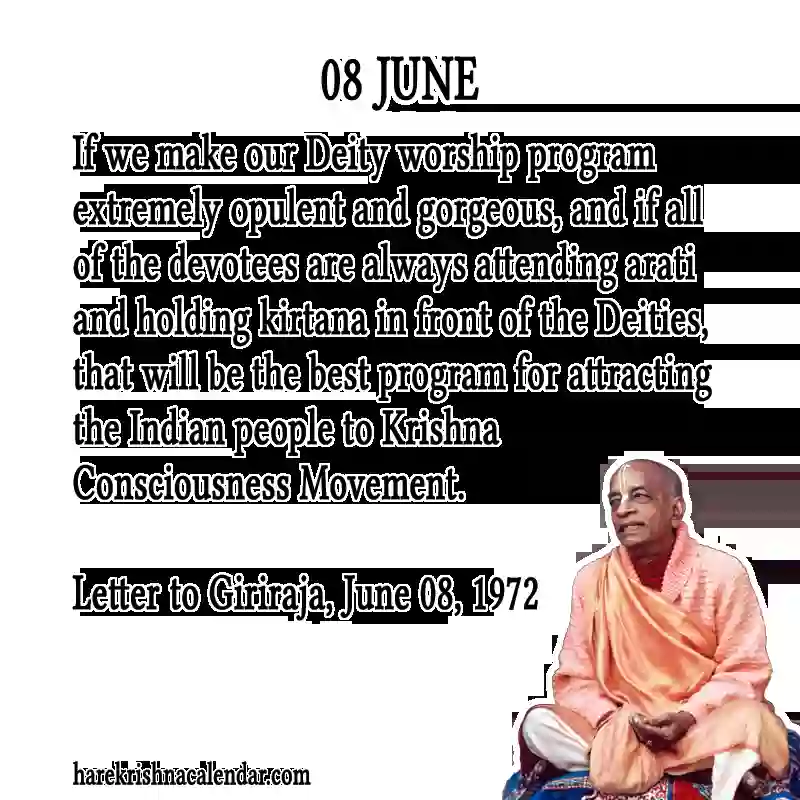 08 JUNE
If we make our Deity worship program
extremely opulent and gorgeous, and if all
of the devotees are always attending arati
and holding kirtana in front of the Deities,
that will be the best program for attracting
the Indian people to Krishna
Consciousness Movement.
Letter to Giriraja, June 08, 1972
harekrishnacalendar.com